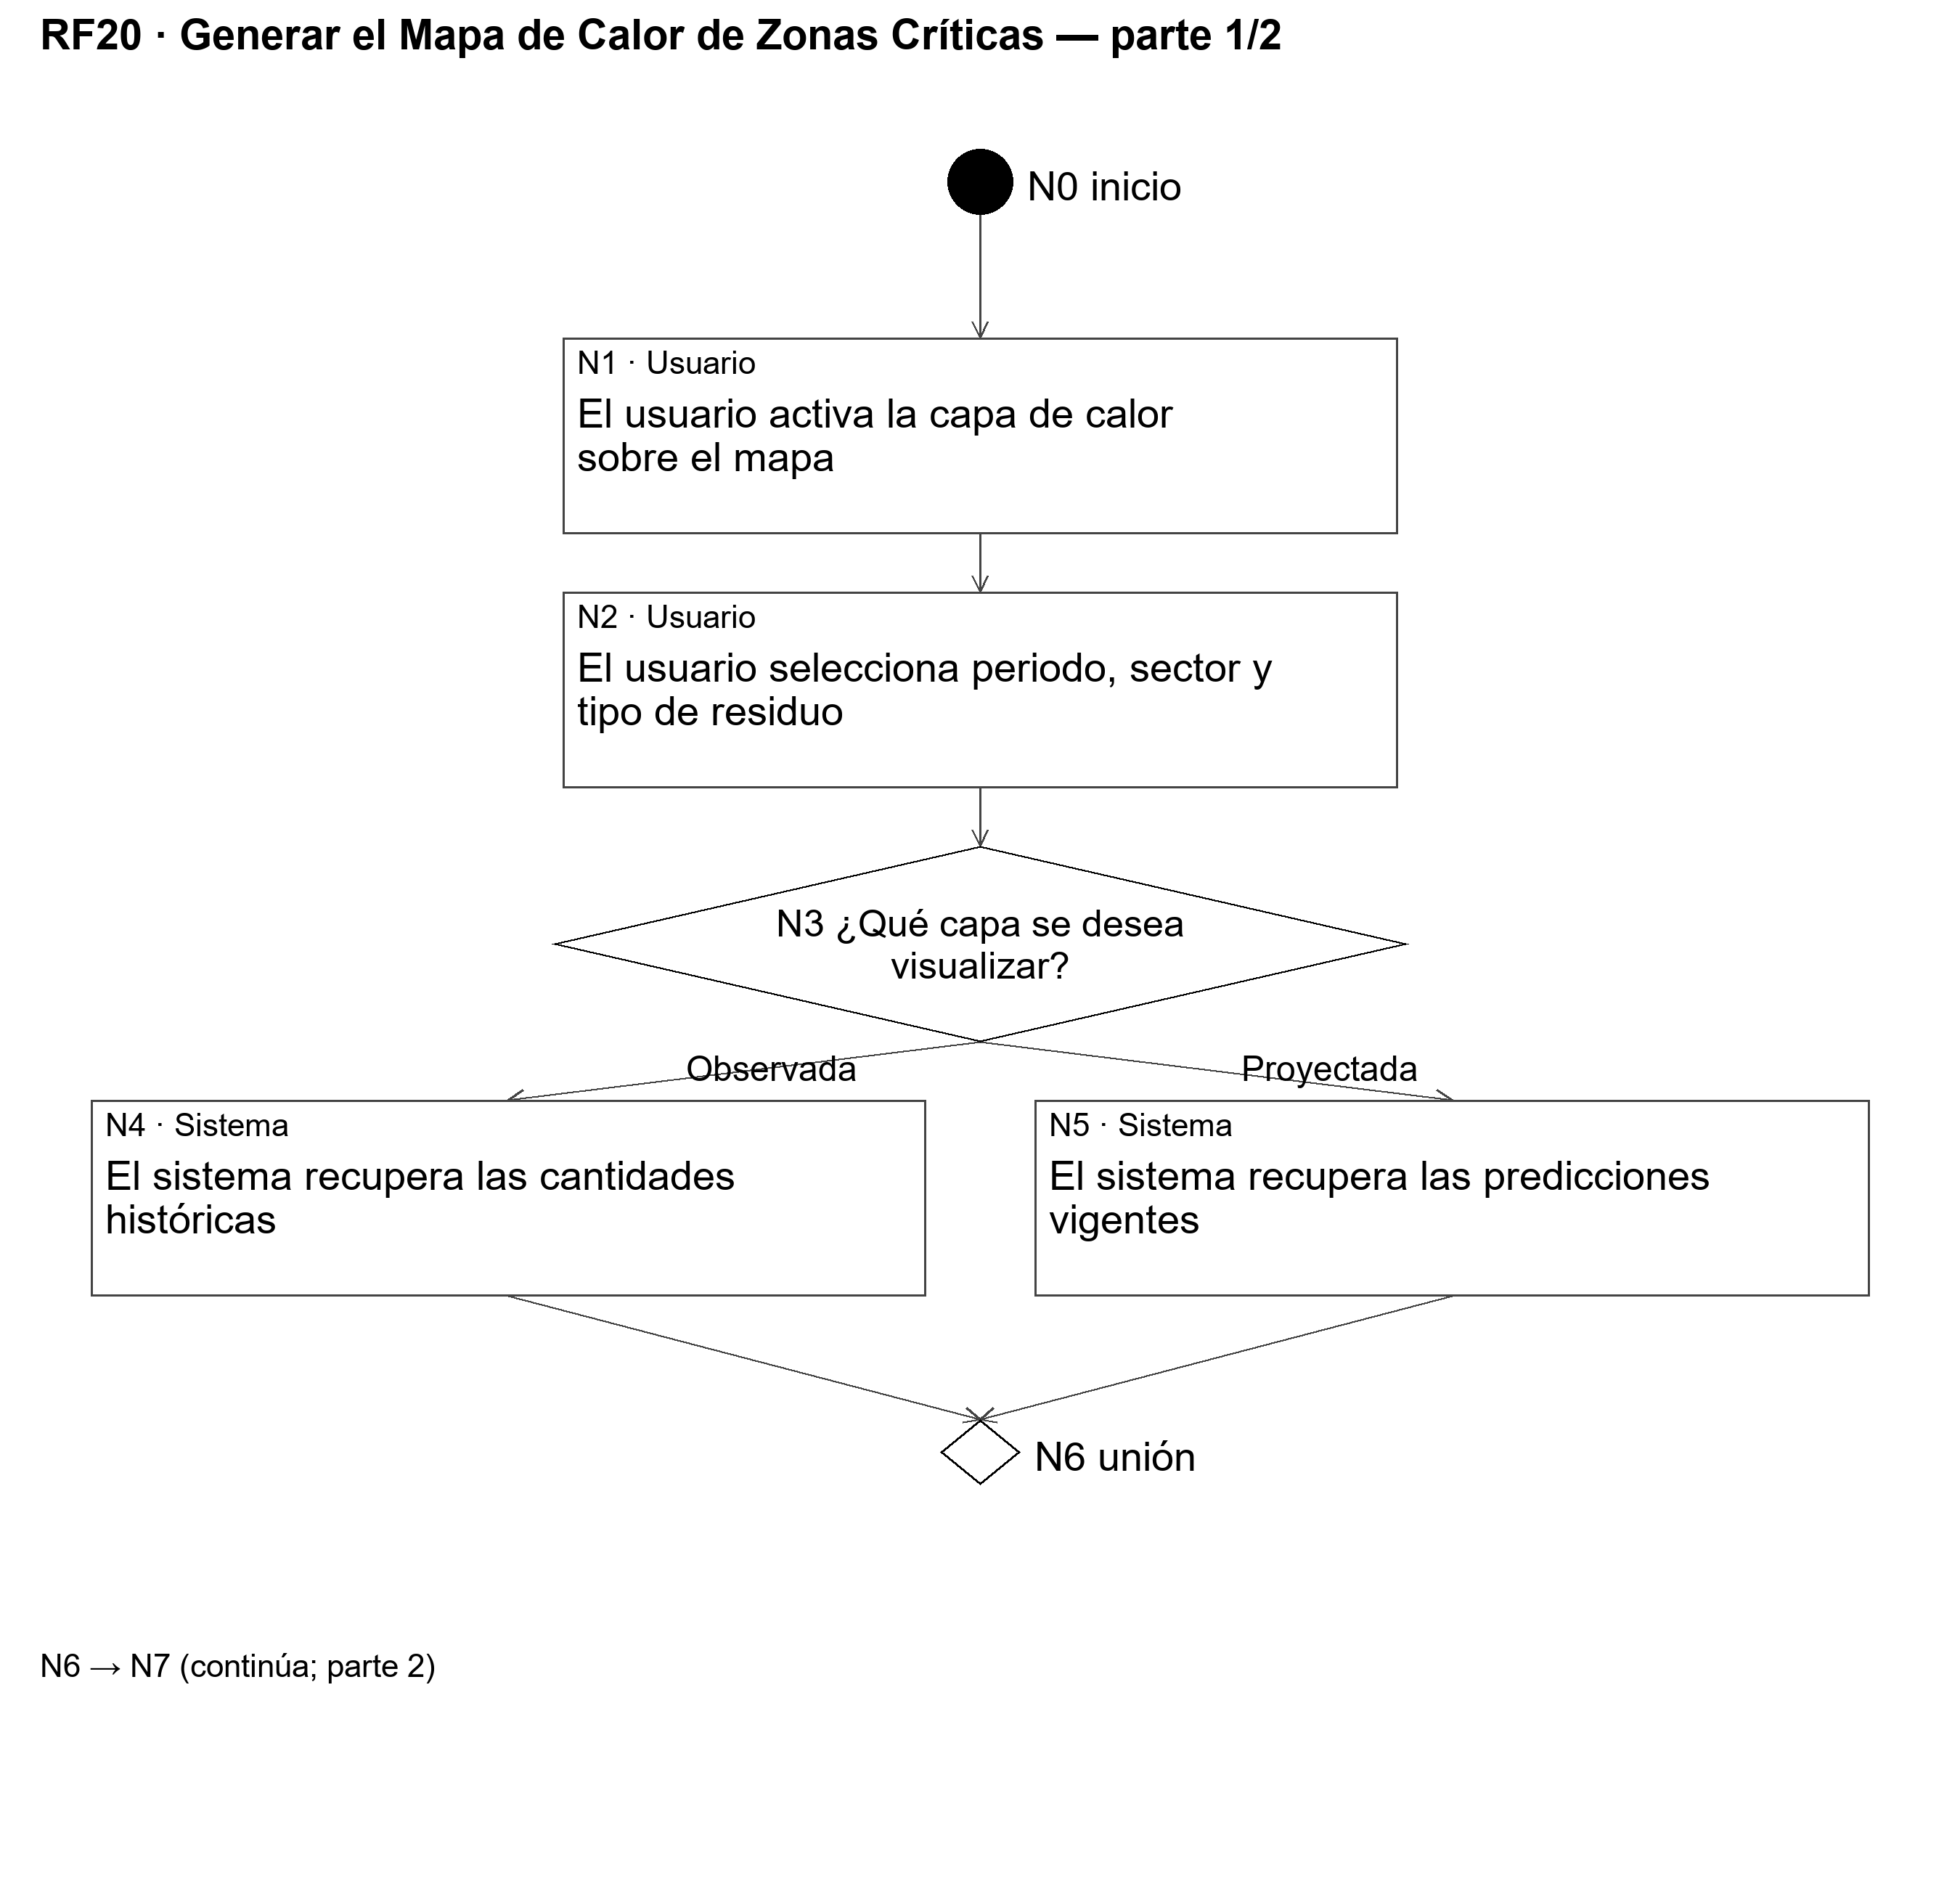 RF20 · Generar el Mapa de Calor de Zonas Críticas — parte 1/2
N0 inicio
N1 · Usuario
El usuario activa la capa de calor
sobre el mapa
N2 · Usuario
El usuario selecciona periodo, sector y
tipo de residuo
N3 ¿Qué capa se desea
visualizar?
Observada
Proyectada
N4 · Sistema
El sistema recupera las cantidades
históricas
N5 · Sistema
El sistema recupera las predicciones
vigentes
N6 unión
N6 → N7 (continúa; parte 2)